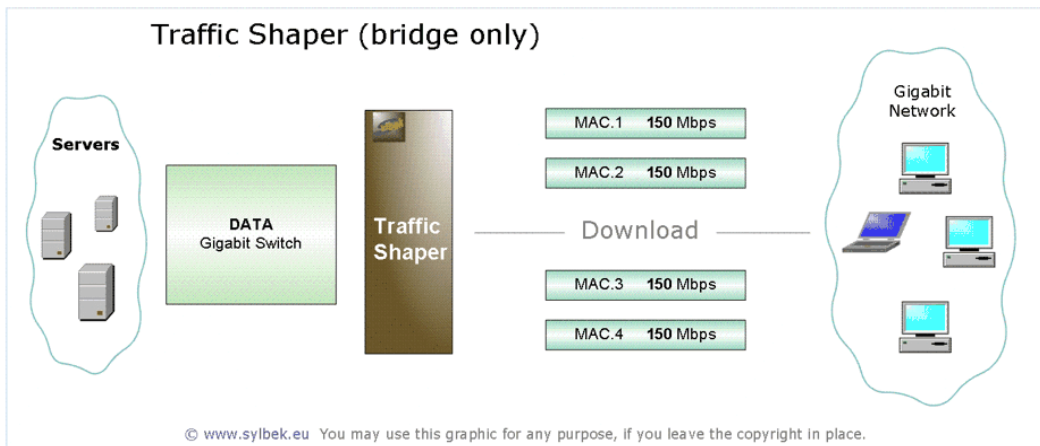 Traffic Shaper (bridge only)
Servers
DATA
Gigabit Switch
Traffic
Shaper
MAC.1 150 Mbps
MAC.2 150 Mbps
Download
MAC.3 150 Mbps
MAC.4 150 Mbps
Gigabit
Network
© www.sylbek.eu You may use this graphic for any purpose, if you leave the copyright in place.